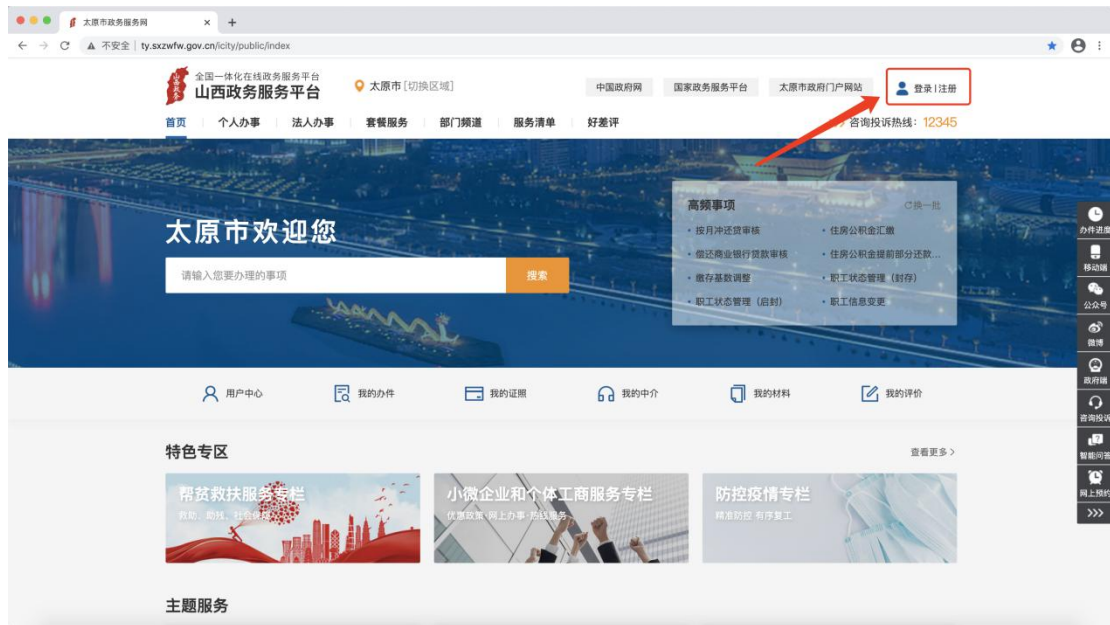 太原市政务服务网
不安全 | ty.sxzwfw.gov.cn/icity/public/index
山西政务
全国一体化在线政务服务平台
山西政务服务平台
太原市 [切换区域]
中国政府网
国家政务服务平台
太原市政府门户网站
登录 | 注册
首页
个人办事
法人办事
套餐服务
部门频道
服务清单
好差评
咨询投诉热线：12345
太原市欢迎您
请输入您要办理的事项
搜索
高频事项
换一批
按月冲还贷审核
住房公积金汇缴
偿还商业银行贷款审核
住房公积金提前部分还款...
缴存基数调整
职工状态管理（封存）
职工状态管理（启封）
职工信息变更
办件进度
移动端
公众号
微博
政府端
咨询投诉
智能问答
网上预约
>>>
用户中心
我的办件
我的证照
我的中介
我的材料
我的评价
特色专区
查看更多 >
帮贫救扶服务专栏
救助、助残、社会保障
小微企业和个体工商服务专栏
优惠政策·网上办事·热线服务
防控疫情专栏
精准防控 有序复工
主题服务